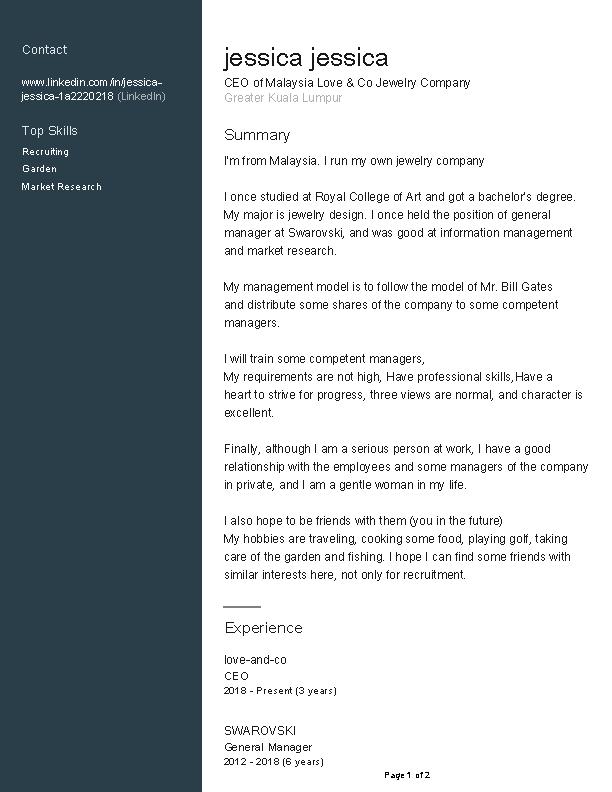 Contact
www.linkedin.com/in/jessica-
jessica-1a2220218 (LinkedIn)
Top Skills
Recruiting
Garden
Market Research
jessica jessica
CEO of Malaysia Love & Co Jewelry Company
Greater Kuala Lumpur
Summary
I'm from Malaysia. I run my own jewelry company
I once studied at Royal College of Art and got a bachelor's degree.
My major is jewelry design. I once held the position of general
manager at Swarovski, and was good at information management
and market research.
My management model is to follow the model of Mr. Bill Gates
and distribute some shares of the company to some competent
managers.
I will train some competent managers,
My requirements are not high, Have professional skills,Have a
heart to strive for progress, three views are normal, and character is
excellent.
Finally, although I am a serious person at work, I have a good
relationship with the employees and some managers of the company
in private, and I am a gentle woman in my life.
I also hope to be friends with them (you in the future)
My hobbies are traveling, cooking some food, playing golf, taking
care of the garden and fishing. I hope I can find some friends with
similar interests here, not only for recruitment.
Experience
love-and-co
CEO
2018 - Present (3 years)
SWAROVSKI
General Manager
2012 - 2018 (6 years)
Page 1 of 2